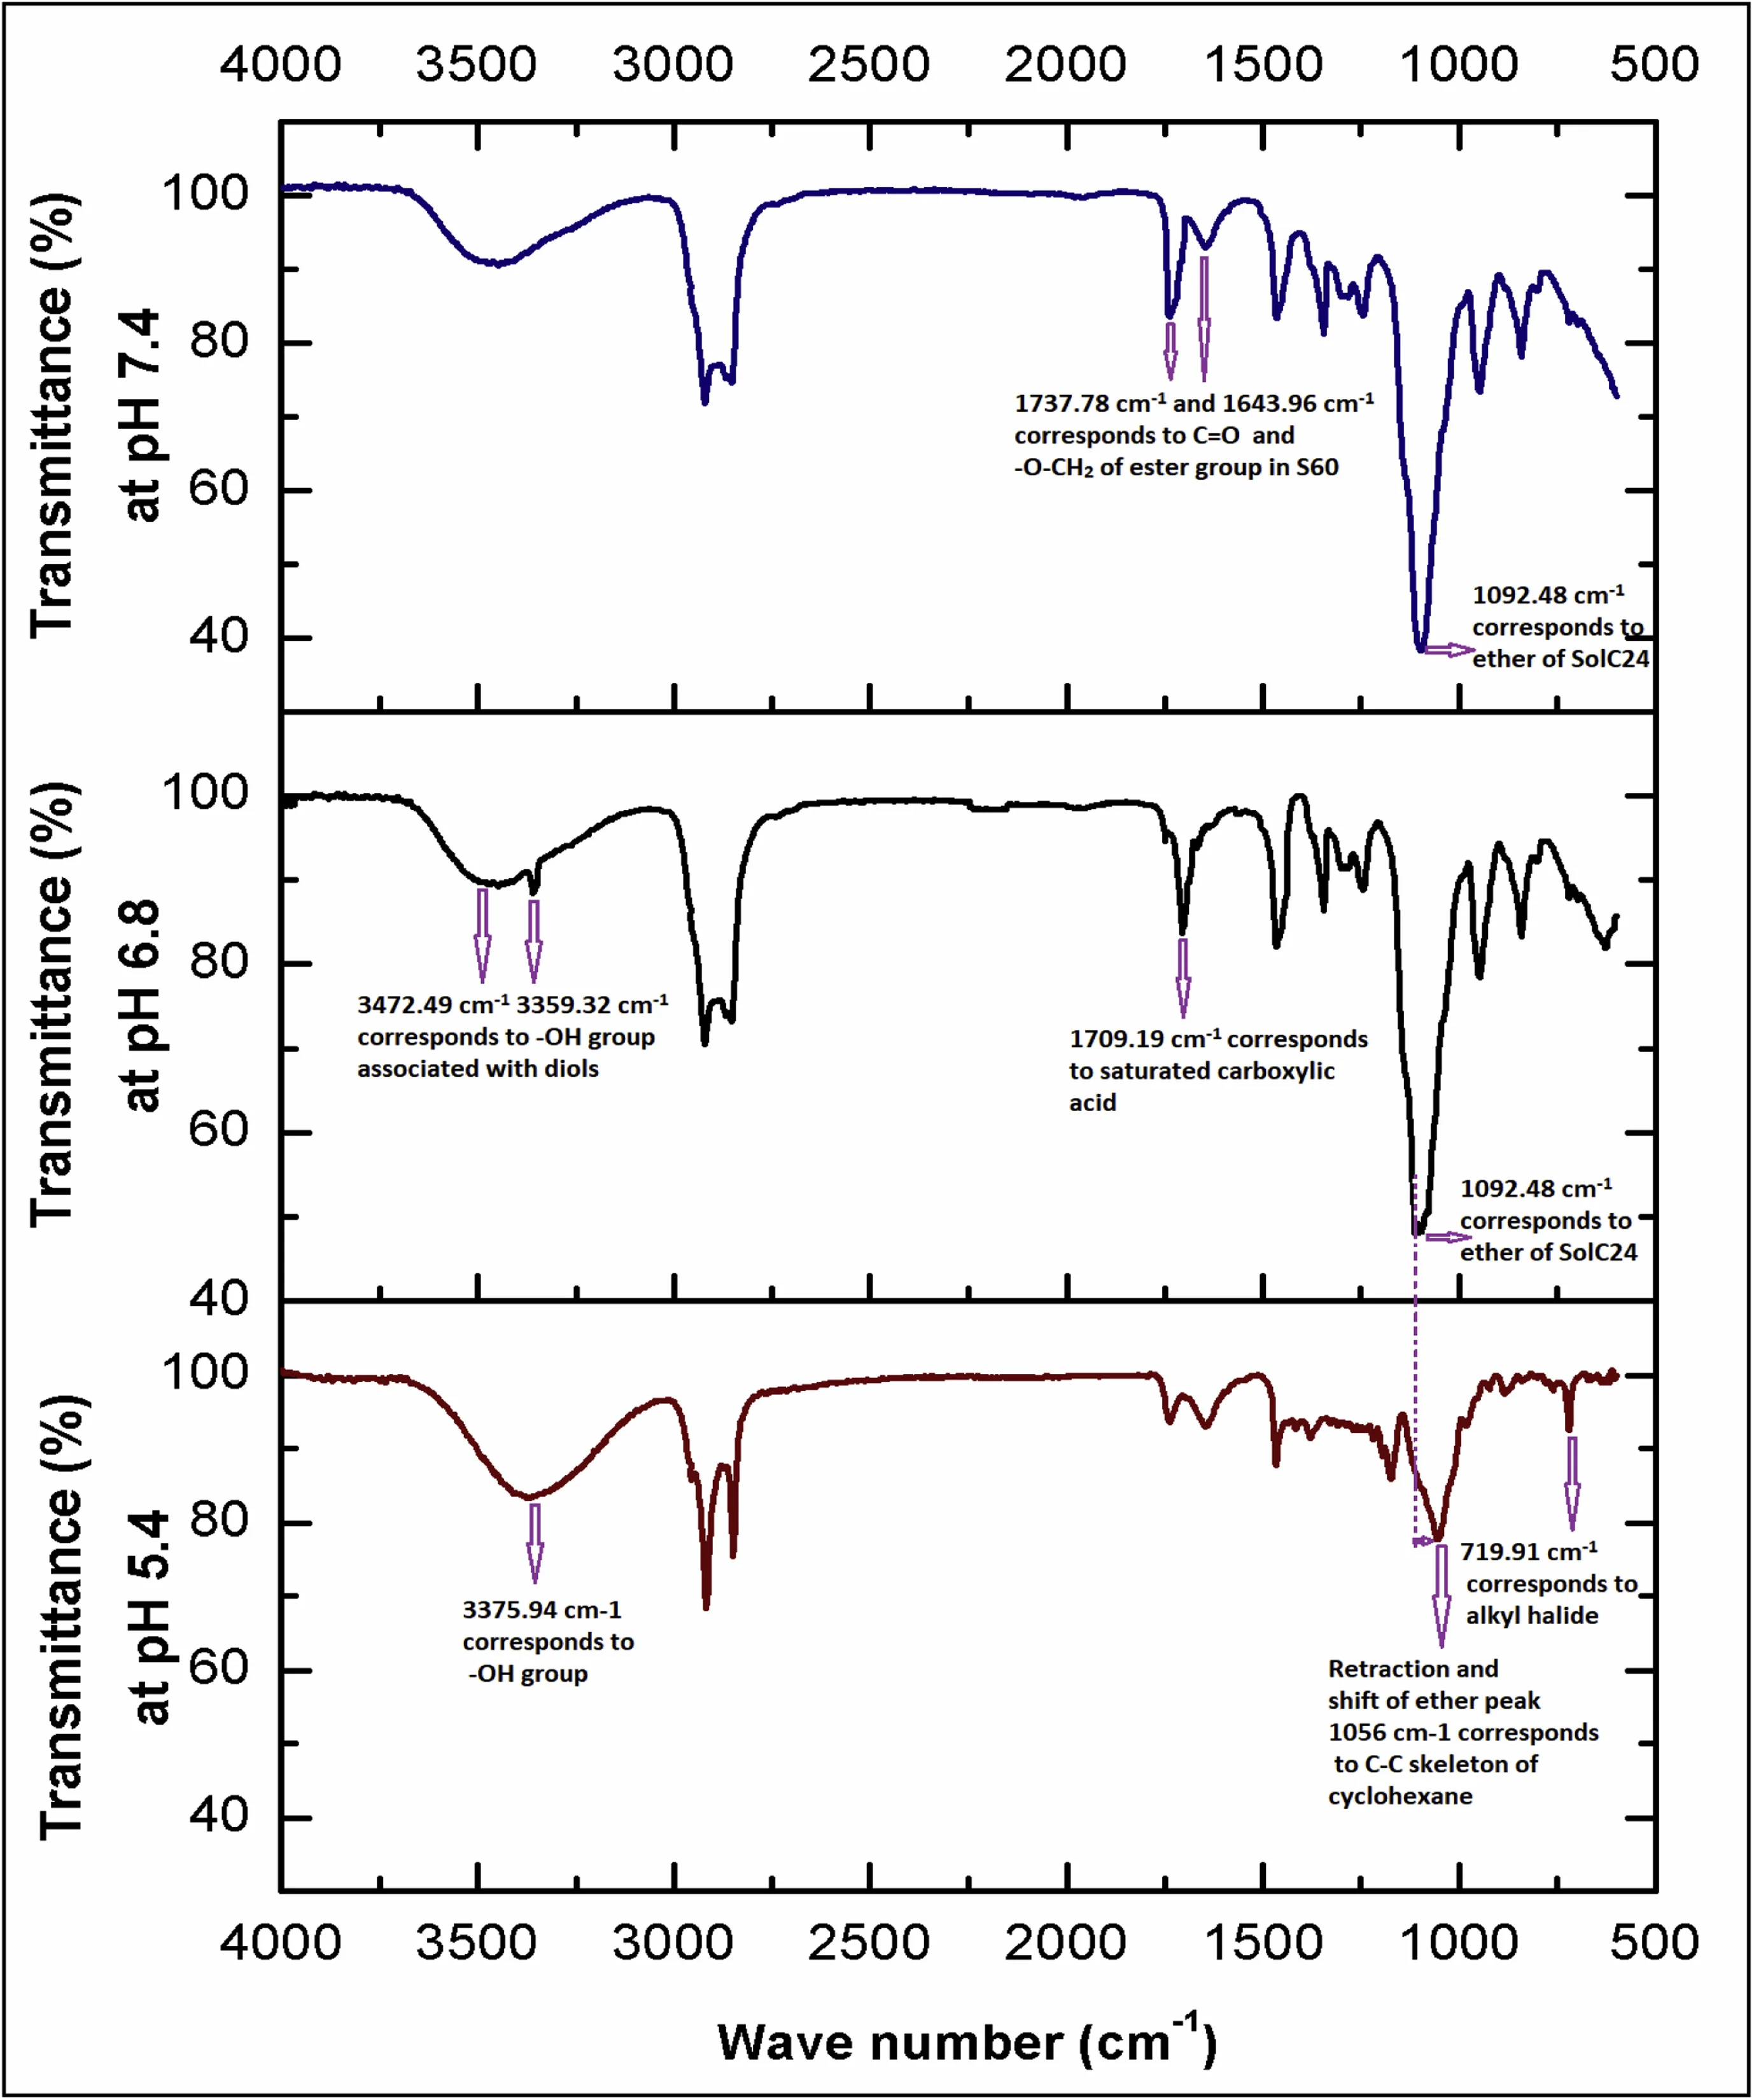 4000 3500 3000 2500 2000 1500 1000 500
Transmittance (%)
at pH 7.4
100
80
60
40
1737.78 cm⁻¹ and 1643.96 cm⁻¹
corresponds to C=O and
-O-CH₂ of ester group in S60
1092.48 cm⁻¹
corresponds to
ether of SolC24
Transmittance (%)
at pH 6.8
100
80
60
40
3472.49 cm⁻¹ 3359.32 cm⁻¹
corresponds to -OH group
associated with diols
1709.19 cm⁻¹ corresponds
to saturated carboxylic
acid
1092.48 cm⁻¹
corresponds to
ether of SolC24
Transmittance (%)
at pH 5.4
100
80
60
40
3375.94 cm-1
corresponds to
-OH group
719.91 cm⁻¹
corresponds to
alkyl halide
Retraction and
shift of ether peak
1056 cm-1 corresponds
to C-C skeleton of
cyclohexane
4000 3500 3000 2500 2000 1500 1000 500
Wave number (cm⁻¹)